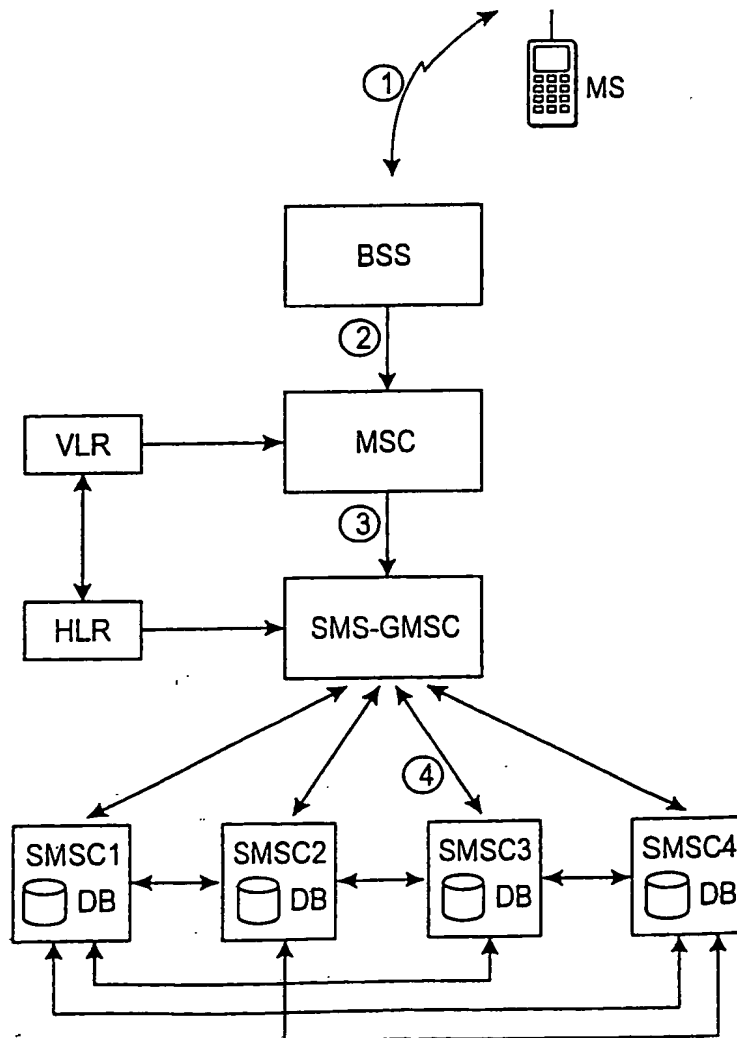 1
MS
BSS
2
VLR
MSC
3
HLR
SMS-GMSC
4
SMSC1
DB
SMSC2
DB
SMSC3
DB
SMSC4
DB